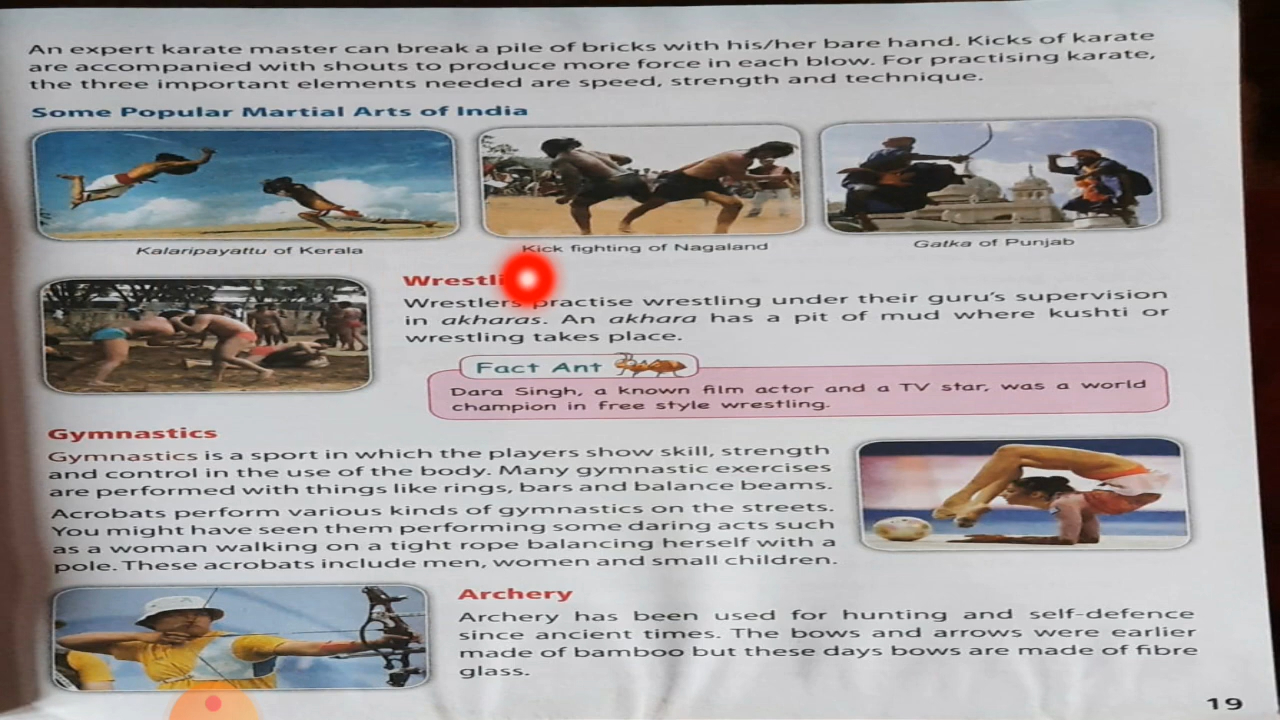 An expert karate master can break a pile of bricks with his/her bare hand. Kicks of karate
are accompanied with shouts to produce more force in each blow. For practising karate,
the three important elements needed are speed, strength and technique.
Some Popular Martial Arts of India
Kalaripayattu of Kerala
Kick fighting of Nagaland
Gatka of Punjab
Wrestlers practise wrestling under their guru's supervision
in akharas. An akhara has a pit of mud where kushti or
wrestling takes place.
Fact Ant
Dara Singh, a known film actor and a TV star, was a world
champion in free style wrestling.
Gymnastics
Gymnastics is a sport in which the players show skill, strength
and control in the use of the body. Many gymnastic exercises
are performed with things like rings, bars and balance beams.
Acrobats perform various kinds of gymnastics on the streets.
You might have seen them performing some daring acts such
as a woman walking on a tight rope balancing herself with a
pole. These acrobats include men, women and small children.
Archery
Archery has been used for hunting and self-defence
since ancient times. The bows and arrows were earlier
made of bamboo but these days bows are made of fibre
glass.
19